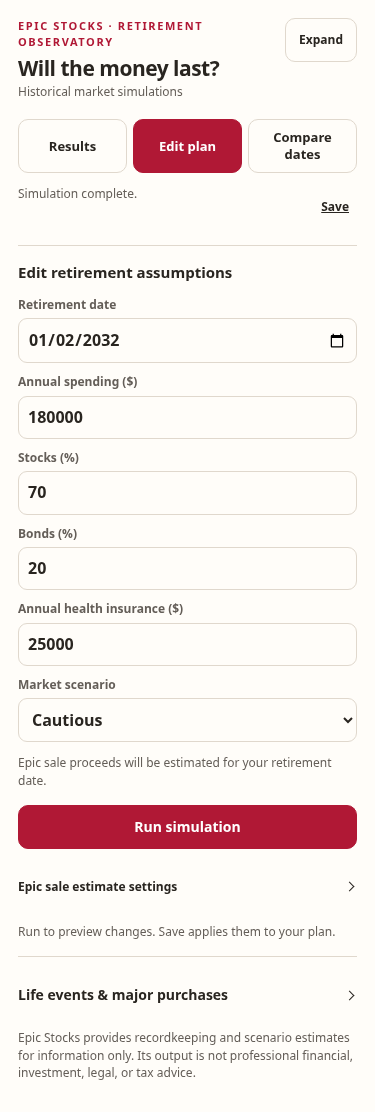 EPIC STOCKS · RETIREMENT
OBSERVATORY
Will the money last?
Historical market simulations
Expand
Results
Edit plan
Compare
dates
Simulation complete.
Save
Edit retirement assumptions
Retirement date
01/02/2032
Annual spending ($)
180000
Stocks (%)
70
Bonds (%)
20
Annual health insurance ($)
25000
Market scenario
Cautious
Epic sale proceeds will be estimated for your retirement
date.
Run simulation
Epic sale estimate settings
Run to preview changes. Save applies them to your plan.
Life events & major purchases
Epic Stocks provides recordkeeping and scenario estimates
for information only. Its output is not professional financial,
investment, legal, or tax advice.